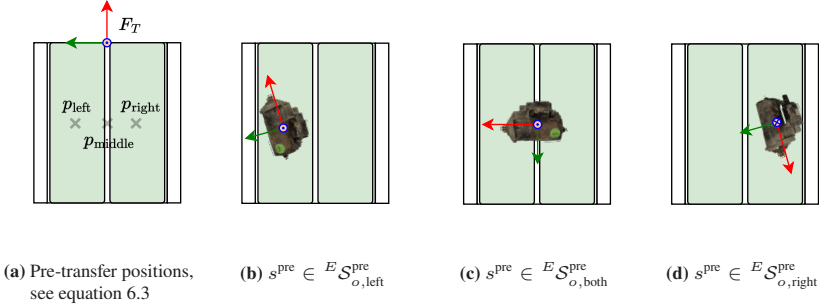 F_T
p_left p_right
p_middle
(a) Pre-transfer positions,
see equation 6.3
(b) s^pre ∈ ^E S^pre_o,left
(c) s^pre ∈ ^E S^pre_o,both
(d) s^pre ∈ ^E S^pre_o,right